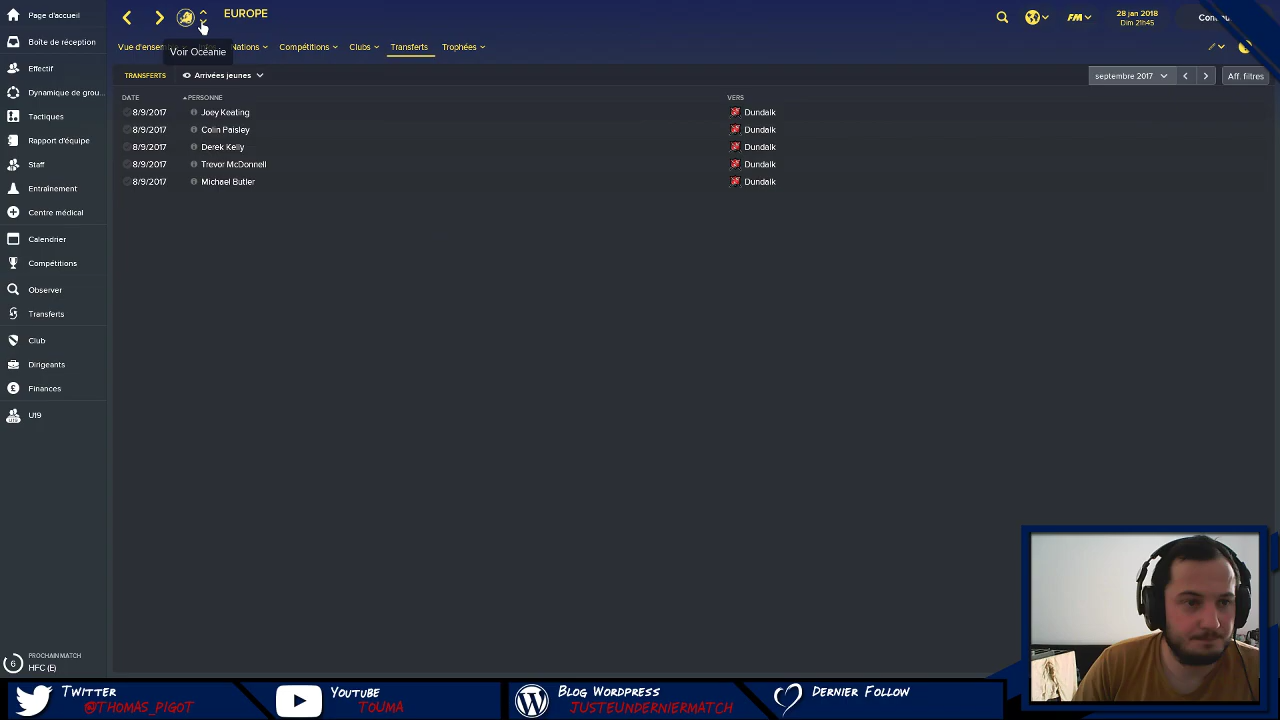 Page d'accueil
Boîte de réception
Effectif
Dynamique de grou...
Tactiques
Rapport d'équipe
Staff
Entraînement
Centre médical
Calendrier
Compétitions
Observer
Transferts
Club
Dirigeants
Finances
U19
6 PROCHAIN MATCH
HFC (E)
EUROPE
FM
28 jan 2018
Dim 21h45
Vue d'ensem
Nations
Compétitions
Clubs
Transferts
Trophées
Voir Océanie
TRANSFERTS
Arrivées jeunes
septembre 2017
Aff. filtres
DATE PERSONNE VERS
8/9/2017 Joey Keating Dundalk
8/9/2017 Colin Paisley Dundalk
8/9/2017 Derek Kelly Dundalk
8/9/2017 Trevor McDonnell Dundalk
8/9/2017 Michael Butler Dundalk
Twitter
@Thomas_Pigot
Youtube
Touma
Blog Wordpress
justeunderniermatch
Dernier Follow